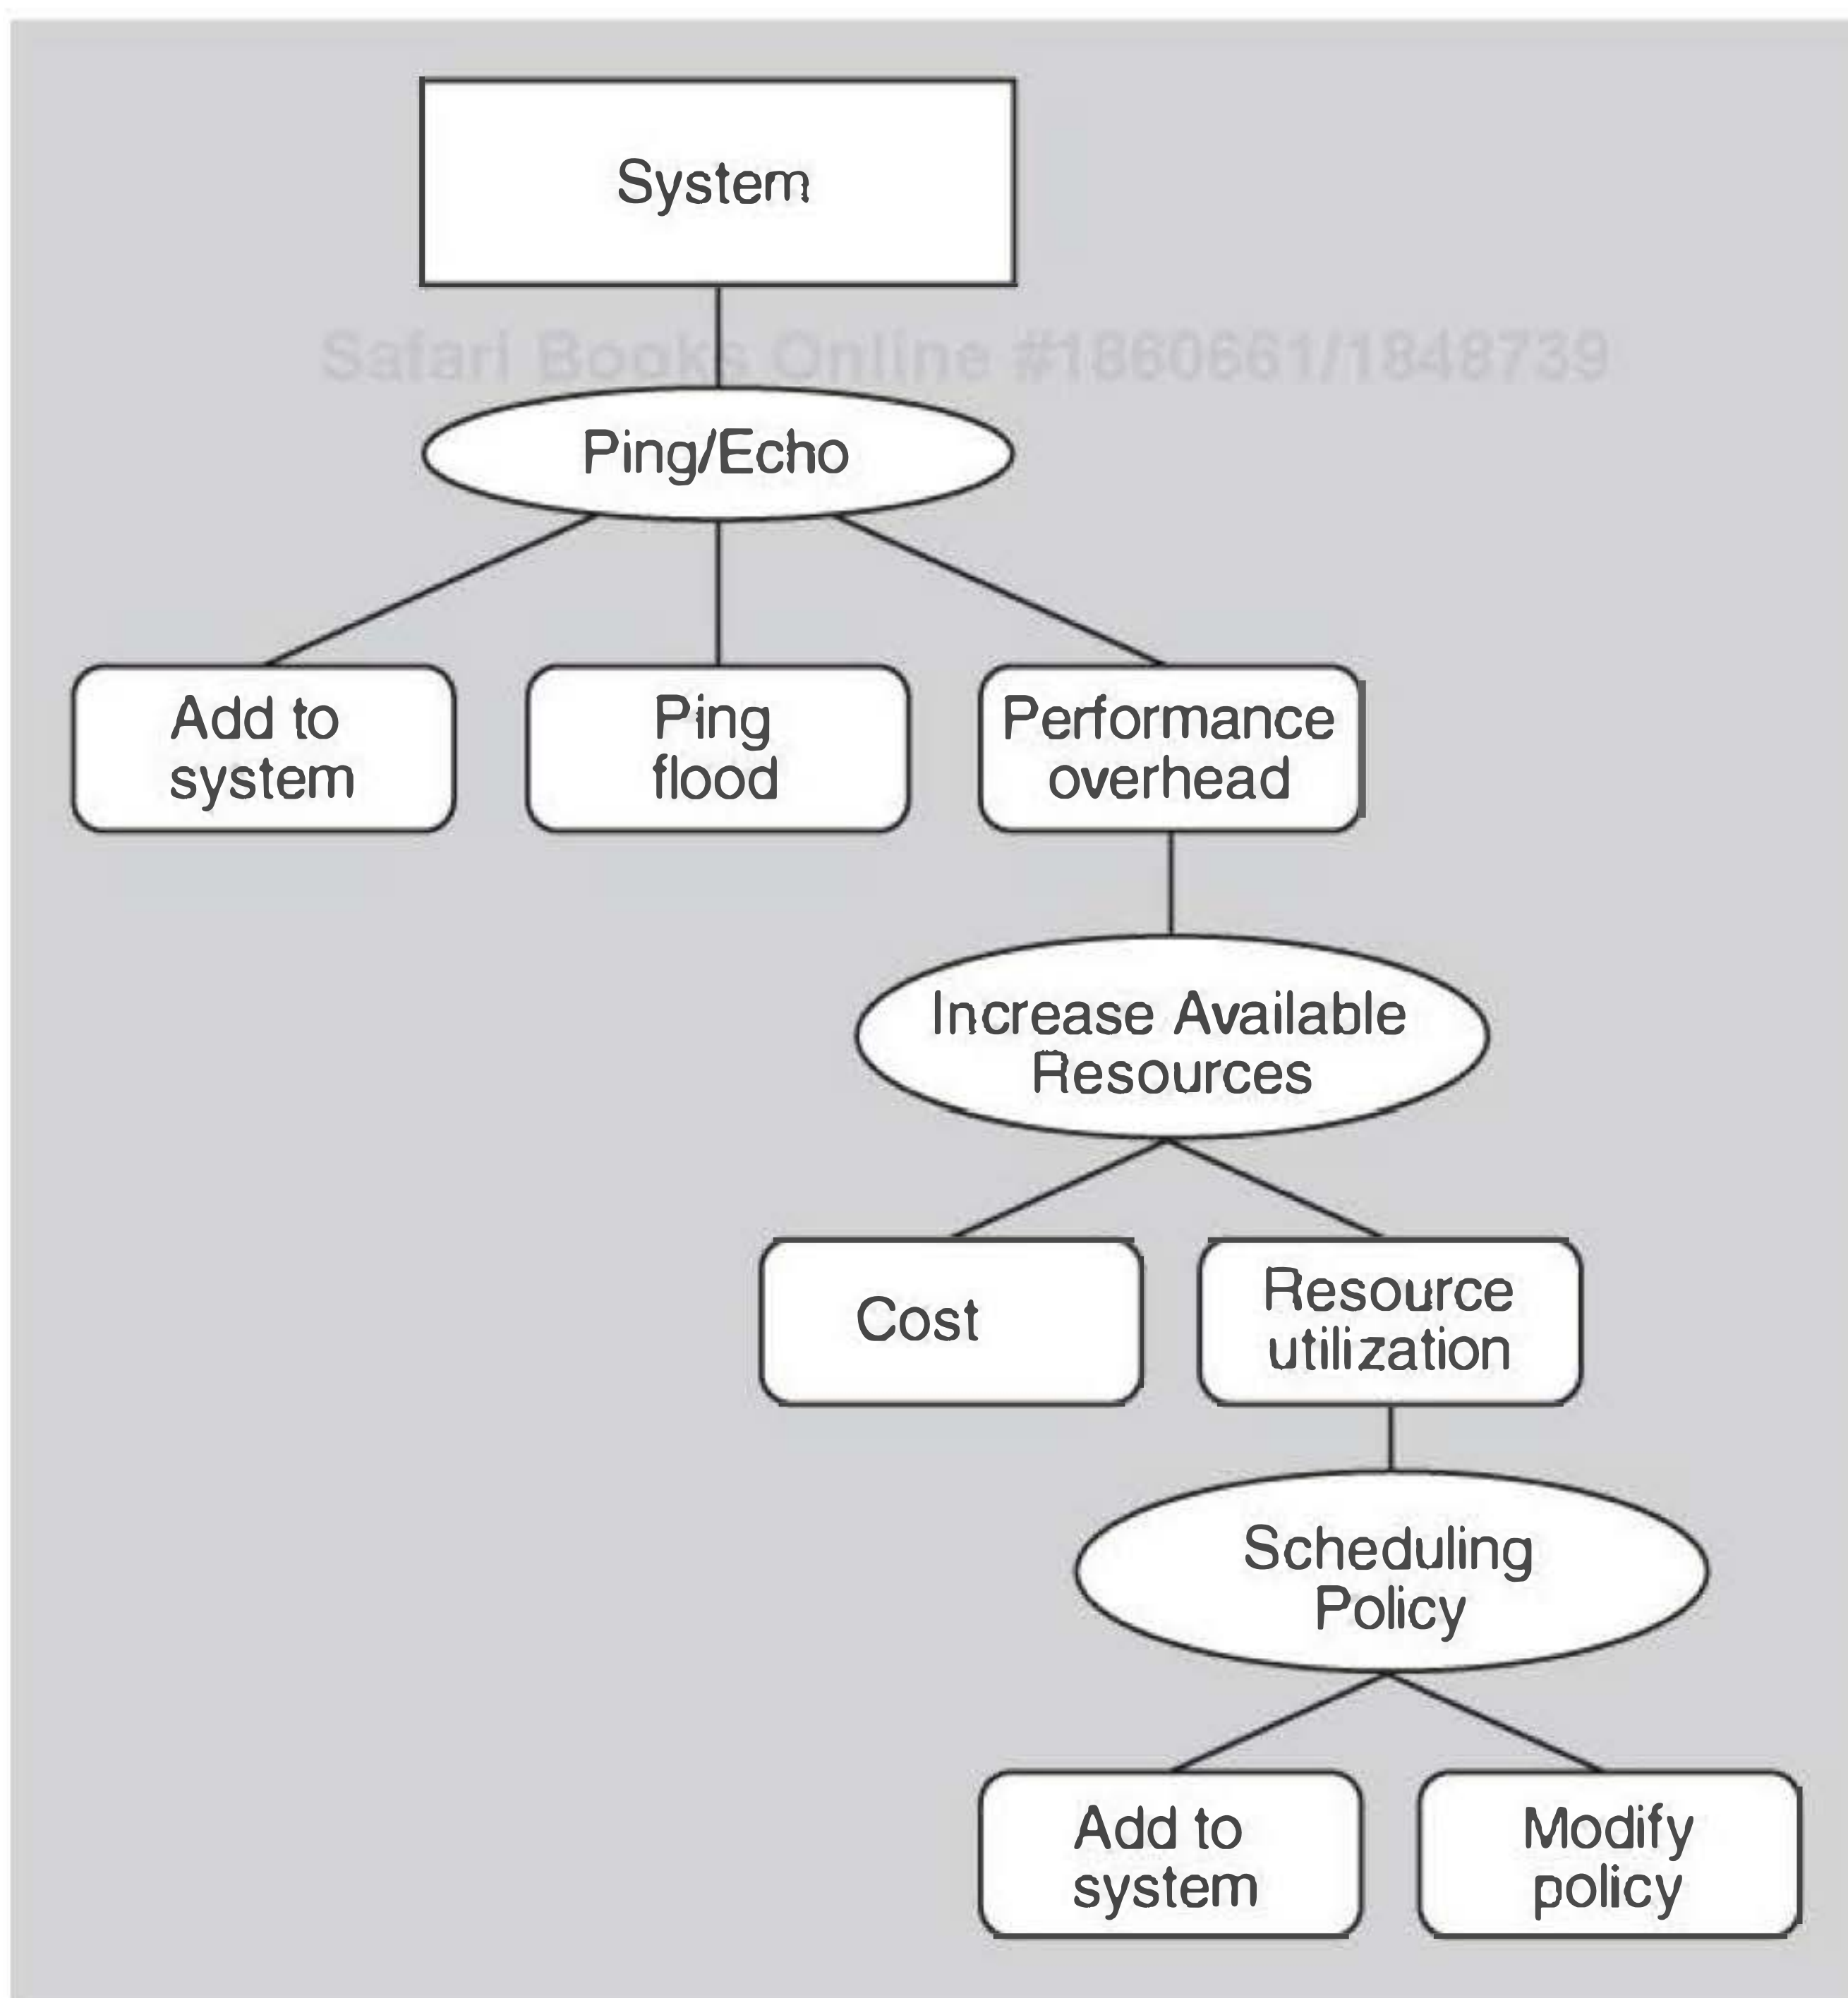 System
Safari Books Online #1860661/1848739
Ping/Echo
Add to
system
Ping
flood
Performance
overhead
Increase Available
Resources
Cost
Resource
utilization
Scheduling
Policy
Add to
system
Modify
policy